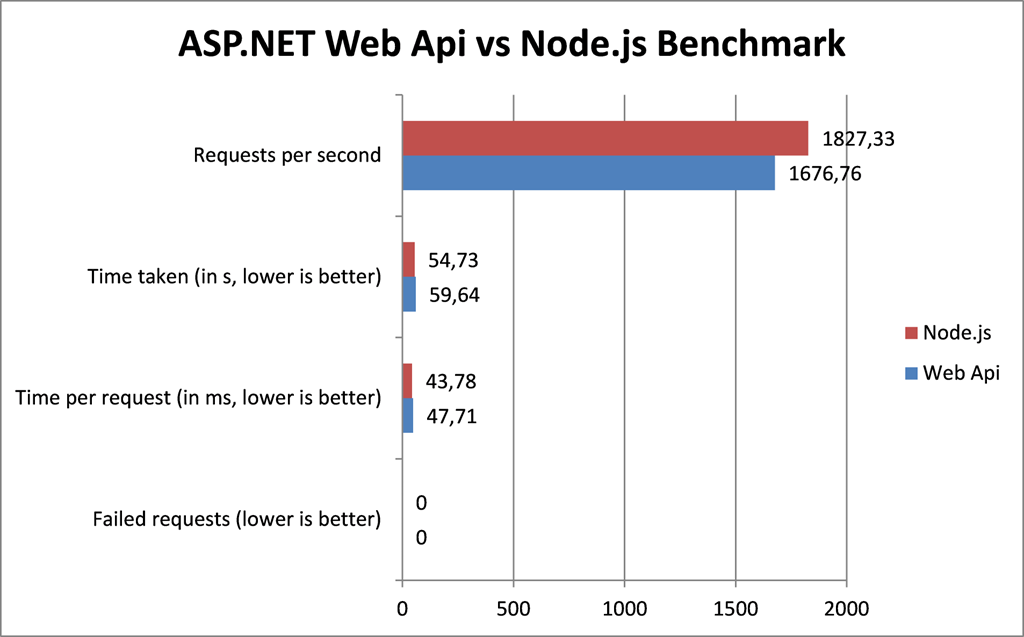 ASP.NET Web Api vs Node.js Benchmark
Requests per second
1827,33
1676,76
Time taken (in s, lower is better)
54,73
59,64
Time per request (in ms, lower is better)
43,78
47,71
Failed requests (lower is better)
0
0
0 500 1000 1500 2000
Node.js
Web Api